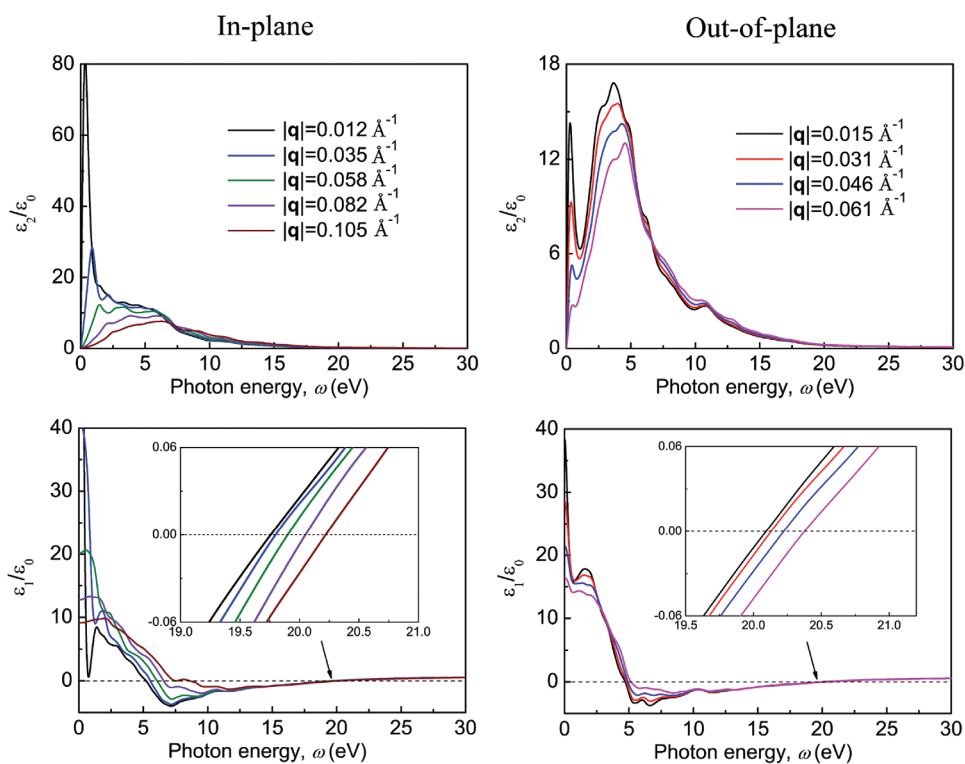 In-plane
Out-of-plane
80
60
40
20
0
ε₂/ε₀
|q|=0.012 Å⁻¹
|q|=0.035 Å⁻¹
|q|=0.058 Å⁻¹
|q|=0.082 Å⁻¹
|q|=0.105 Å⁻¹
0 5 10 15 20 25 30
Photon energy, ω (eV)
18
12
6
0
ε₂/ε₀
|q|=0.015 Å⁻¹
|q|=0.031 Å⁻¹
|q|=0.046 Å⁻¹
|q|=0.061 Å⁻¹
0 5 10 15 20 25 30
Photon energy, ω (eV)
40
30
20
10
0
ε₁/ε₀
0.06
0.00
-0.06
19.0 19.5 20.0 20.5 21.0
0 5 10 15 20 25 30
Photon energy, ω (eV)
40
30
20
10
0
ε₁/ε₀
0.06
0.00
-0.06
19.5 20.0 20.5 21.0
0 5 10 15 20 25 30
Photon energy, ω (eV)